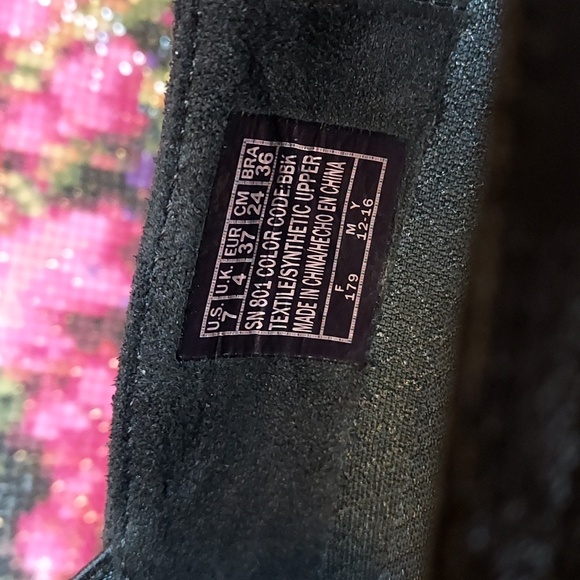 U.S. U.K. EUR CM BRA
7 4 37 24 36
SN 801 COLOR CODE:BBK
TEXTILE/SYNTHETIC UPPER
MADE IN CHINA/HECHO EN CHINA
F M Y
179 12-16